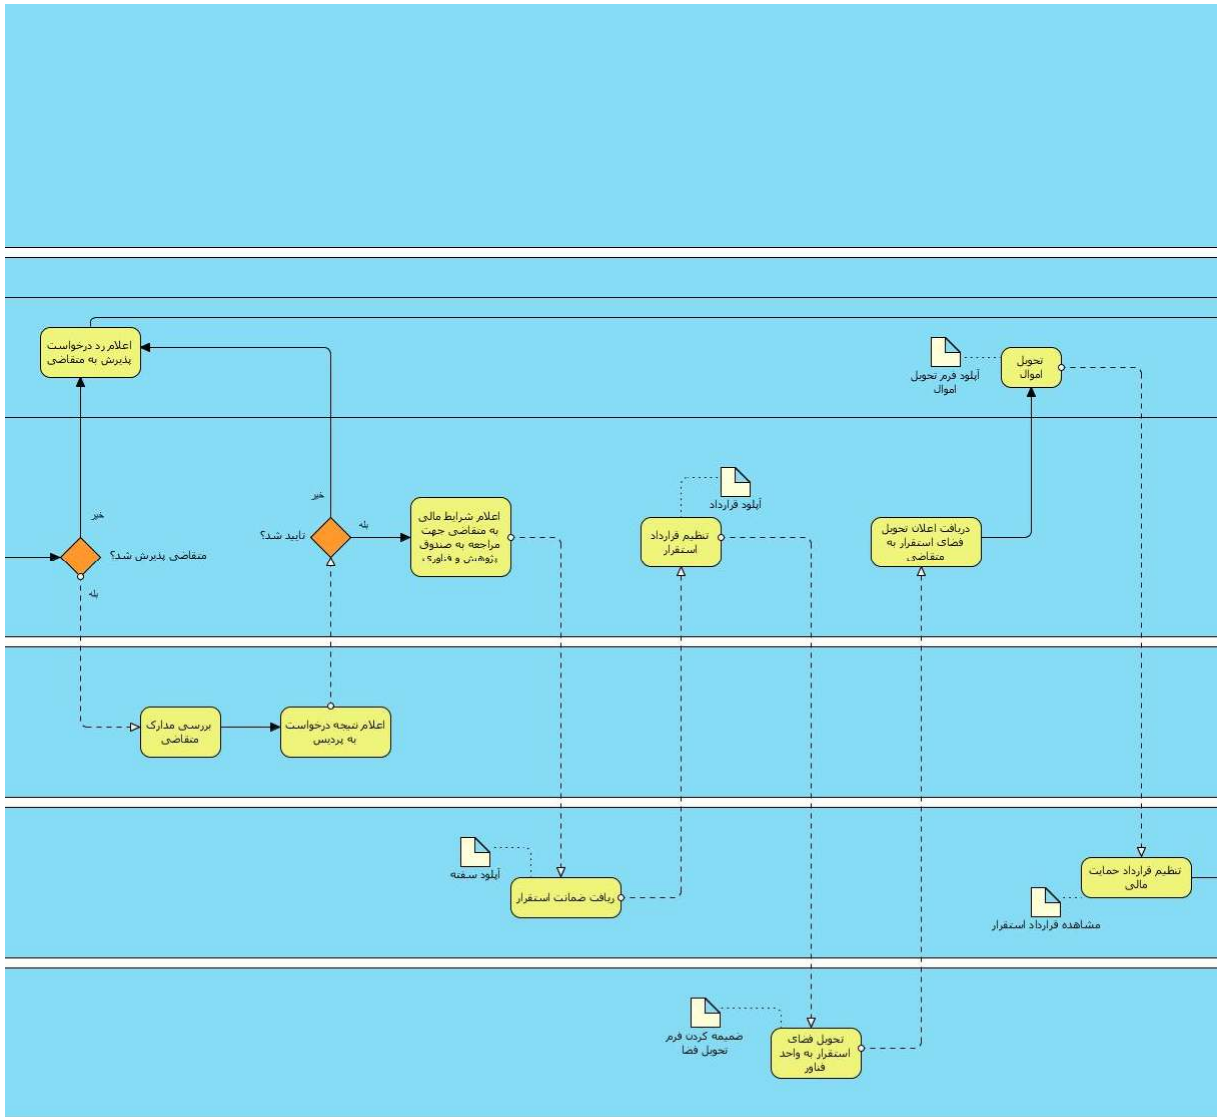 اعلام رد درخواست
پذیرش به متقاضی
تحویل
اموال
آپلود فرم تحویل
اموال
خیر
متقاضی پذیرش شد؟
بله
خیر
تایید شد؟
بله
اعلام شرایط مالی
به متقاضی جهت
مراجعه به صندوق
پژوهش و فناوری
آپلود قرارداد
تنظیم قرارداد
استقرار
دریافت اعلان تحویل
فضای استقرار به
متقاضی
بررسی مدارک
متقاضی
اعلام نتیجه درخواست
به پردیس
آپلود سفته
ریافت ضمانت استقرار
تنظیم قرارداد حمایت
مالی
مشاهده قرارداد استقرار
ضمیمه کردن فرم
تحویل فضا
تحویل فضای
استقرار به واحد
فناور